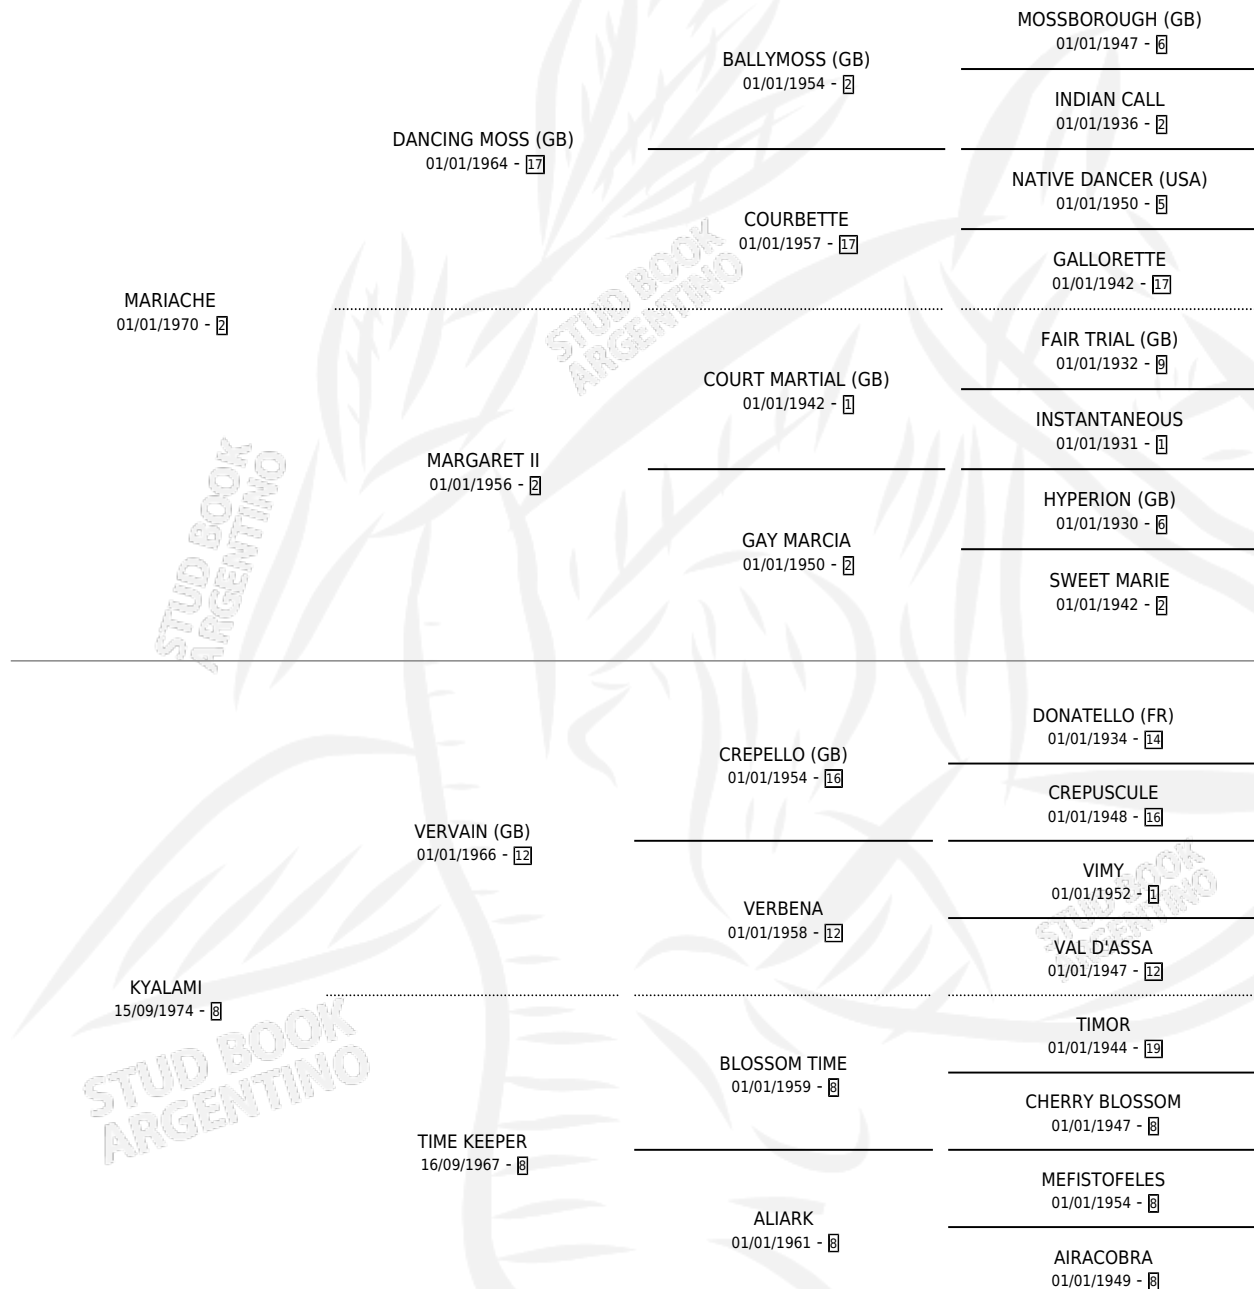 MOSSBOROUGH (GB)
01/01/1947 - 6
BALLYMOSS (GB)
01/01/1954 - 2
INDIAN CALL
01/01/1936 - 2
DANCING MOSS (GB)
01/01/1964 - 17
NATIVE DANCER (USA)
01/01/1950 - 5
COURBETTE
01/01/1957 - 17
GALLORETTE
01/01/1942 - 17
MARIACHE
01/01/1970 - 2
FAIR TRIAL (GB)
01/01/1932 - 9
COURT MARTIAL (GB)
01/01/1942 - 1
INSTANTANEOUS
01/01/1931 - 1
MARGARET II
01/01/1956 - 2
HYPERION (GB)
01/01/1930 - 6
GAY MARCIA
01/01/1950 - 2
SWEET MARIE
01/01/1942 - 2
DONATELLO (FR)
01/01/1934 - 14
CREPELLO (GB)
01/01/1954 - 16
CREPUSCULE
01/01/1948 - 16
VERVAIN (GB)
01/01/1966 - 12
VIMY
01/01/1952 - 1
VERBENA
01/01/1958 - 12
VAL D'ASSA
01/01/1947 - 12
KYALAMI
15/09/1974 - 8
TIMOR
01/01/1944 - 19
BLOSSOM TIME
01/01/1959 - 8
CHERRY BLOSSOM
01/01/1947 - 8
TIME KEEPER
16/09/1967 - 8
MEFISTOFELES
01/01/1954 - 8
ALIARK
01/01/1961 - 8
AIRACOBRA
01/01/1949 - 8
STUD BOOK
ARGENTINO
STUD BOOK
ARGENTINO
STUD BOOK
ARGENTINO
STUD BOOK
ARGENTINO